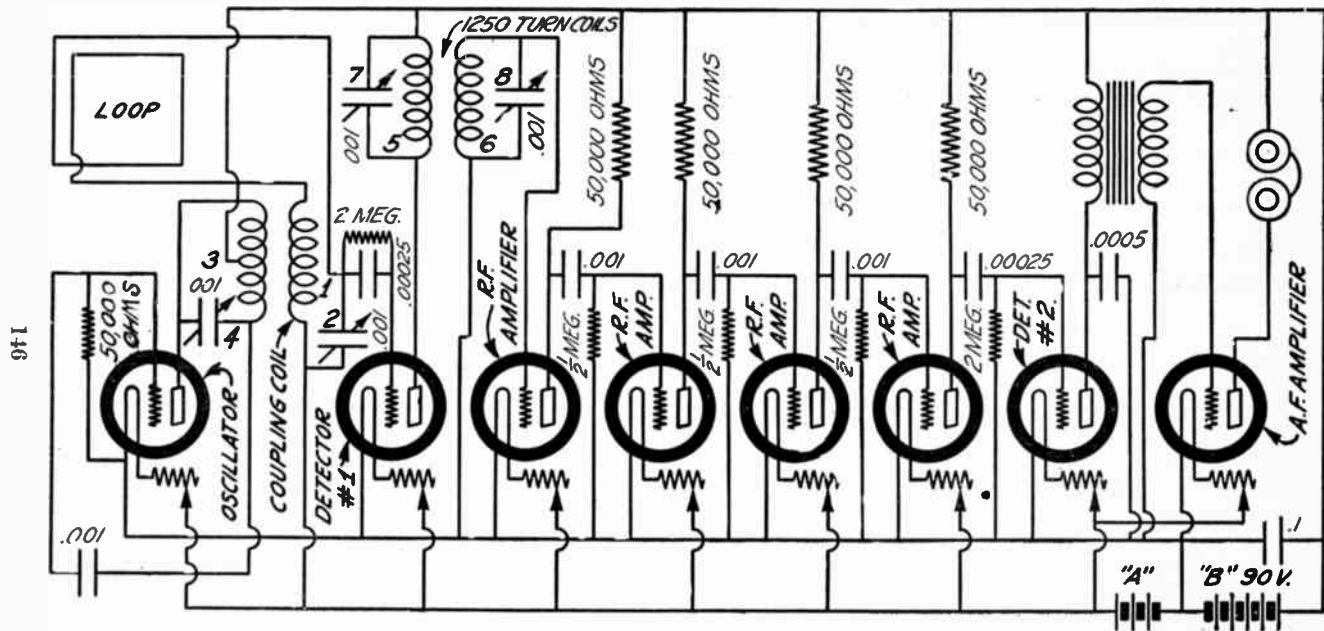 1250 TURN COILS
LOOP
7
.001
5
8
.001
6
50,000 OHMS
50,000 OHMS
50,000 OHMS
50,000 OHMS
3
.001
4
50,000
OHMS
1
2 MEG.
.00025
2
.001
R.F.
AMPLIFIER
.001
½ MEG.
R.F.
AMP.
.001
½ MEG.
R.F.
AMP.
.001
½ MEG.
R.F.
AMP.
.00025
2 MEG.
DET.
#2.
.0005
OSCILLATOR
COUPLING COIL
DETECTOR
#1
A.F. AMPLIFIER
.001
.1
"A"
"B" 90 V.
146